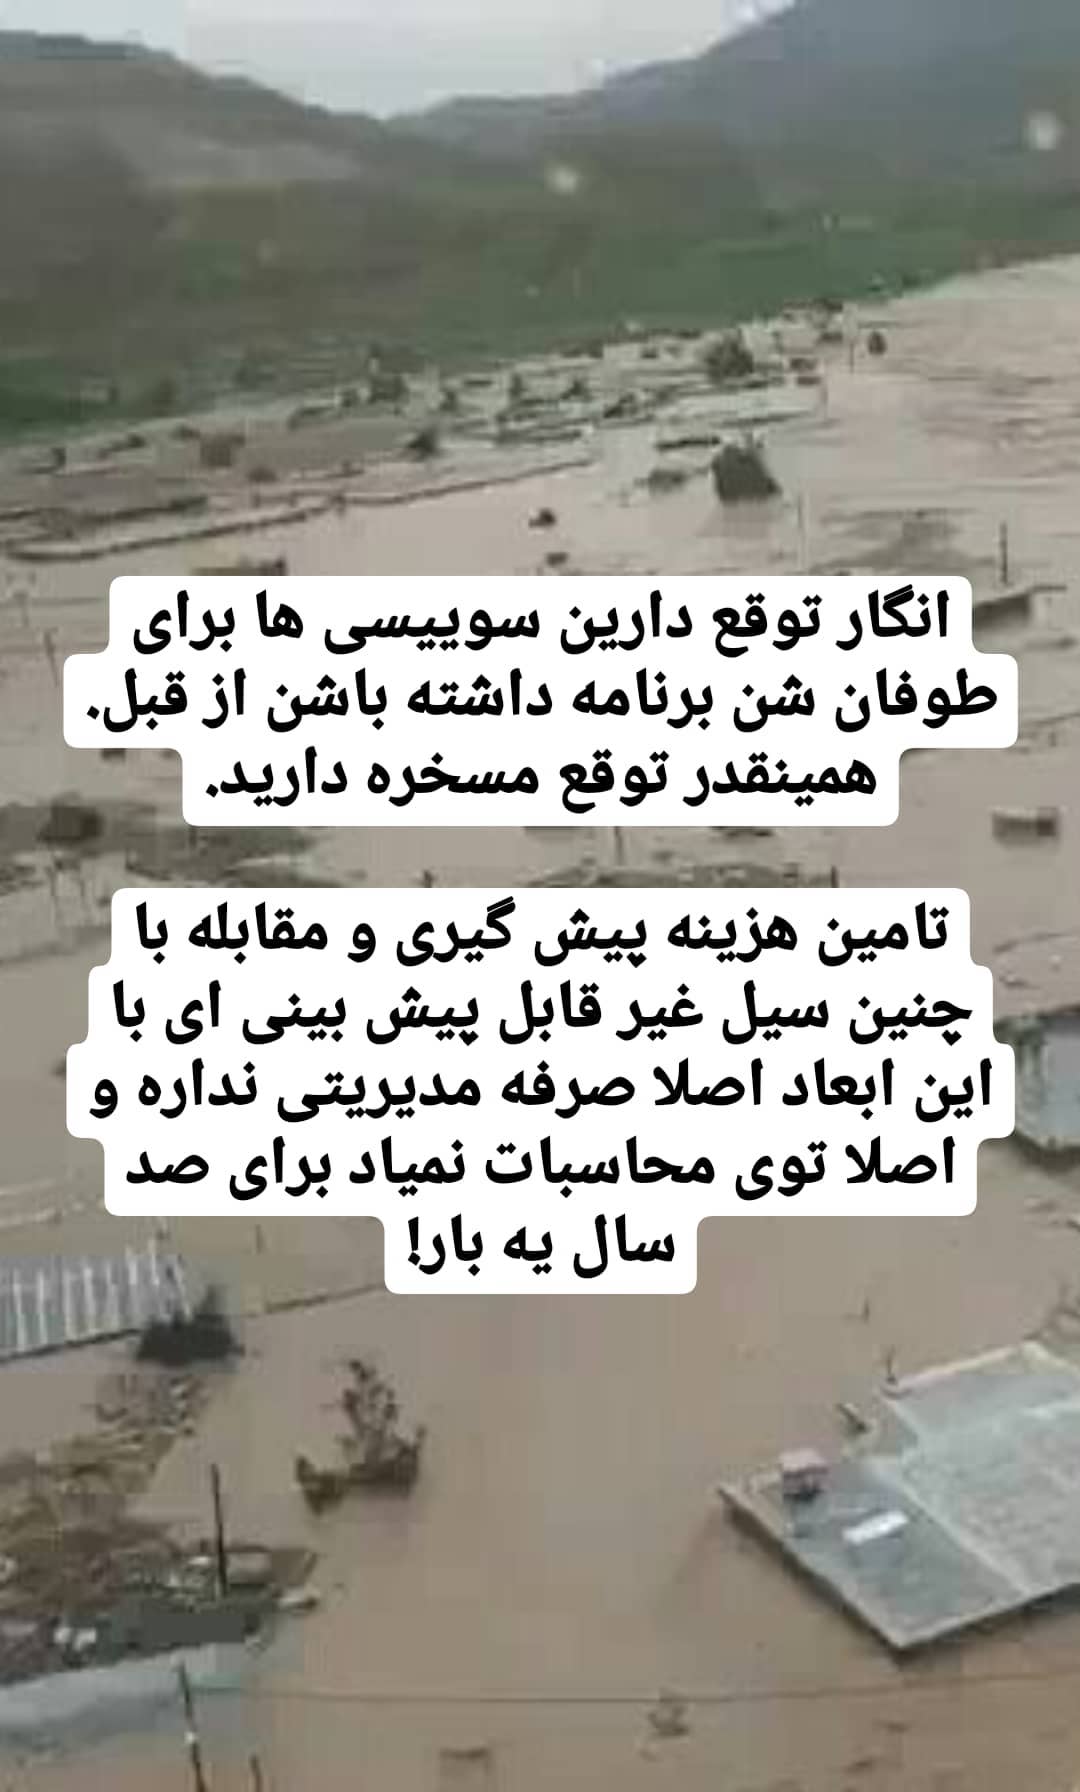 انگار توقع دارین سوییسی ها برای
طوفان شن برنامه داشته باشن از قبل.
همینقدر توقع مسخره دارید.
تامین هزینه پیش گیری و مقابله با
چنین سیل غیر قابل پیش بینی ای با
این ابعاد اصلا صرفه مدیریتی نداره و
اصلا توی محاسبات نمیاد برای صد
سال یه بار!